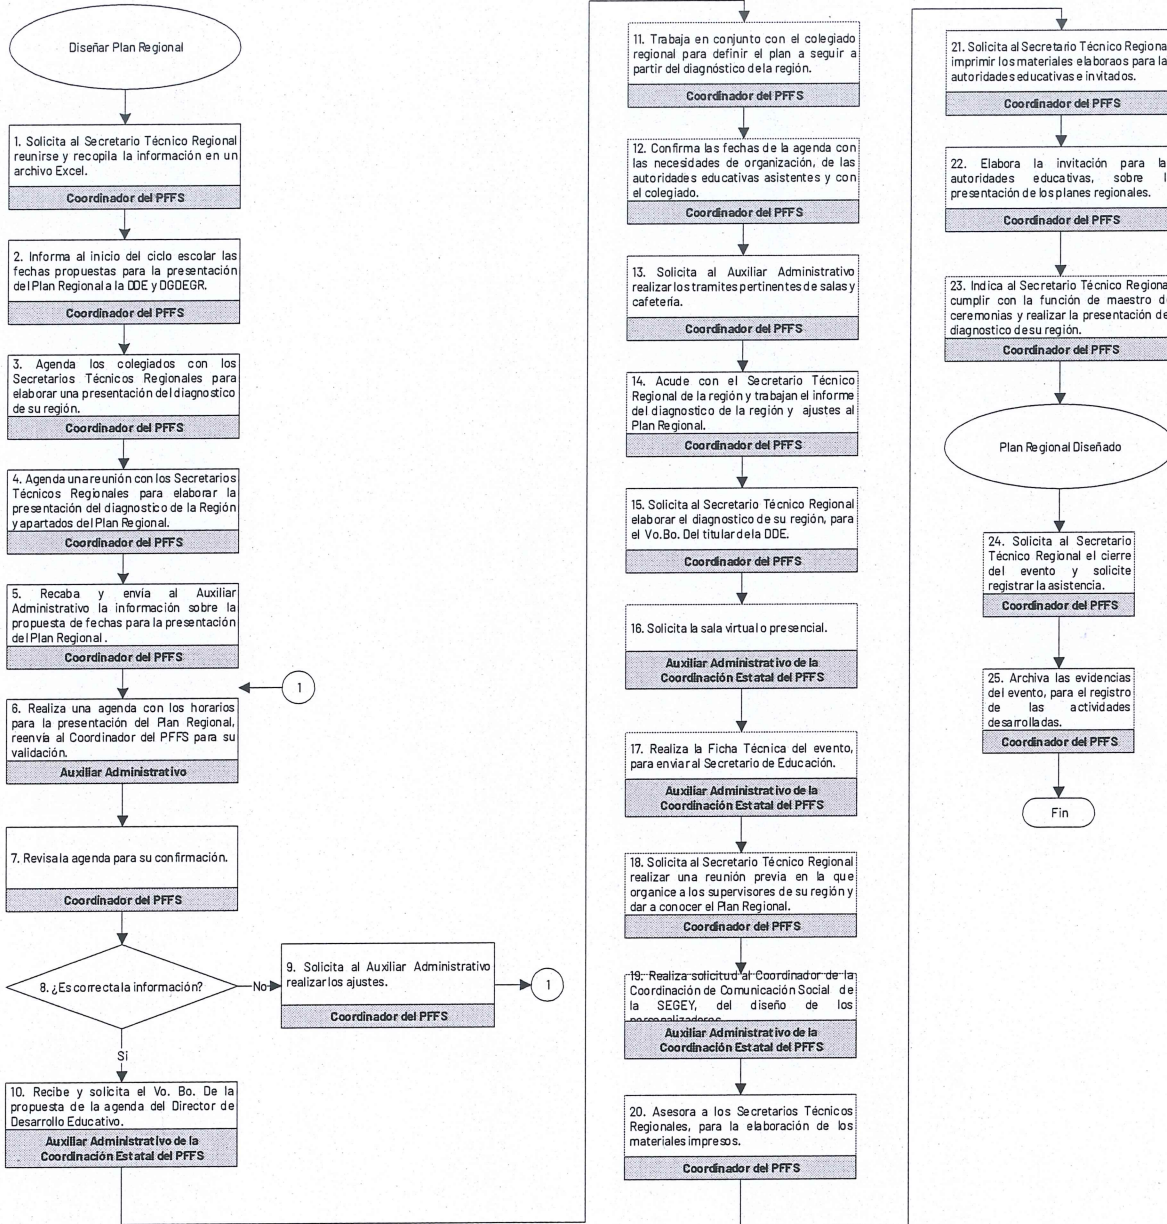 Diseñar Plan Regional
1. Solicita al Secretario Técnico Regional
reunirse y recopila la información en un
archivo Excel.
Coordinador del PFFS
2. Informa al inicio del ciclo escolar las
fechas propuestas para la presentación
del Plan Regional a la DDE y DGDEGR.
Coordinador del PFFS
3. Agenda los colegiados con los
Secretarios Técnicos Regionales para
elaborar una presentación del diagnostico
de su región.
Coordinador del PFFS
4. Agenda una reunión con los Secretarios
Técnicos Regionales para elaborar la
presentación del diagnostico de la Región
y apartados del Plan Regional.
Coordinador del PFFS
5. Recaba y envía al Auxiliar
Administrativo la información sobre la
propuesta de fechas para la presentación
del Plan Regional.
Coordinador del PFFS
1
6. Realiza una agenda con los horarios
para la presentación del Plan Regional,
reenvía al Coordinador del PFFS para su
validación.
Auxiliar Administrativo
7. Revisa la agenda para su confirmación.
Coordinador del PFFS
8. ¿Es correcta la información?
No
9. Solicita al Auxiliar Administrativo
realizar los ajustes.
Coordinador del PFFS
1
Si
10. Recibe y solicita el Vo. Bo. De la
propuesta de la agenda del Director de
Desarrollo Educativo.
Auxiliar Administrativo de la
Coordinación Estatal del PFFS
11. Trabaja en conjunto con el colegiado
regional para definir el plan a seguir a
partir del diagnóstico de la región.
Coordinador del PFFS
12. Confirma las fechas de la agenda con
las necesidades de organización, de las
autoridades educativas asistentes y con
el colegiado.
Coordinador del PFFS
13. Solicita al Auxiliar Administrativo
realizar los tramites pertinentes de salas y
cafetería.
Coordinador del PFFS
14. Acude con el Secretario Técnico
Regional de la región y trabajan el informe
del diagnostico de la región y ajustes al
Plan Regional.
Coordinador del PFFS
15. Solicita al Secretario Técnico Regional
elaborar el diagnostico de su región, para
el Vo.Bo. Del titular de la DDE.
Coordinador del PFFS
16. Solicita la sala virtual o presencial.
Auxiliar Administrativo de la
Coordinación Estatal del PFFS
17. Realiza la Ficha Técnica del evento,
para enviar al Secretario de Educación.
Auxiliar Administrativo de la
Coordinación Estatal del PFFS
18. Solicita al Secretario Técnico Regional
realizar una reunión previa en la que
organice a los supervisores de su región y
dar a conocer el Plan Regional.
Coordinador del PFFS
19. Realiza solicitud al Coordinador de la
Coordinación de Comunicación Social de
la SEGEY, del diseño de los
personalizadores
Auxiliar Administrativo de la
Coordinación Estatal del PFFS
20. Asesora a los Secretarios Técnicos
Regionales, para la elaboración de los
materiales impresos.
Coordinador del PFFS
21. Solicita al Secretario Técnico Regional
imprimir los materiales elaboraos para la
autoridades educativas e invitados.
Coordinador del PFFS
22. Elabora la invitación para la
autoridades educativas, sobre l
presentación de los planes regionales.
Coordinador del PFFS
23. Indica al Secretario Técnico Regional
cumplir con la función de maestro de
ceremonias y realizar la presentación de
diagnostico de su región.
Coordinador del PFFS
Plan Regional Diseñado
24. Solicita al Secretario
Técnico Regional el cierre
del evento y solicite
registrar la asistencia.
Coordinador del PFFS
25. Archiva las evidencias
del evento, para el registro
de las actividades
desarrolladas.
Coordinador del PFFS
Fin